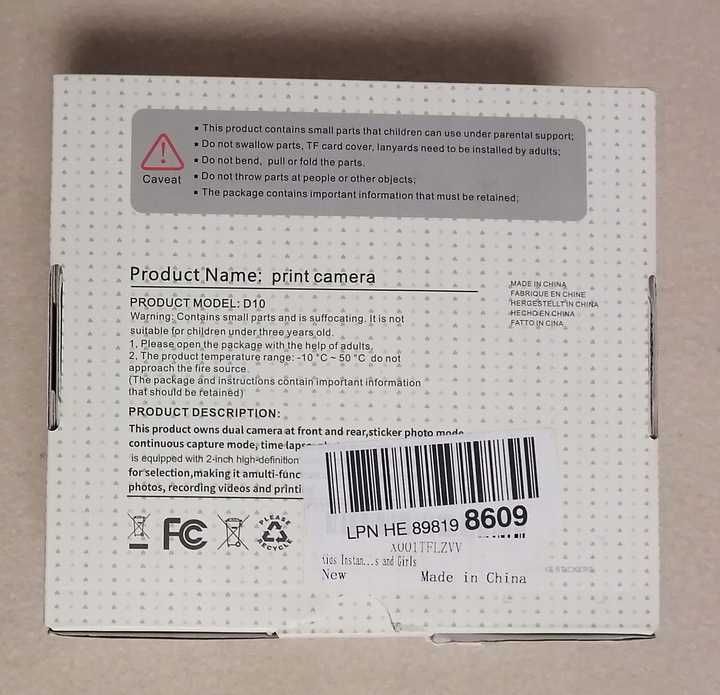 ▪ This product contains small parts that children can use under parental support;
▪ Do not swallow parts, TF card cover, lanyards need to be installed by adults;
▪ Do not bend, pull or fold the parts.
▪ Do not throw parts at people or other objects;
▪ The package contains important information that must be retained;
Caveat
Product Name: print camera
PRODUCT MODEL: D10
Warning: Contains small parts and is suffocating. It is not
suitable for children under three years old.
1. Please open the package with the help of adults.
2. The product temperature range: -10 °C ~ 50 °C do not
approach the fire source.
(The package and instructions contain important information
that should be retained)
MADE IN CHINA
FABRIQUE EN CHINE
HERGESTELLT IN CHINA
HECHO EN CHINA
FATTO IN CINA
PRODUCT DESCRIPTION:
This product owns dual camera at front and rear,sticker photo mode,
continuous capture mode, time-laps
is equipped with 2-inch high-definition
for selection,making it amulti-func
photos, recording videos and printi
FC
PLEASE
RECYCLE
LPN HE 89819 8609
X001TFLZVV
Kids Instan...s and Girls
New Made in China